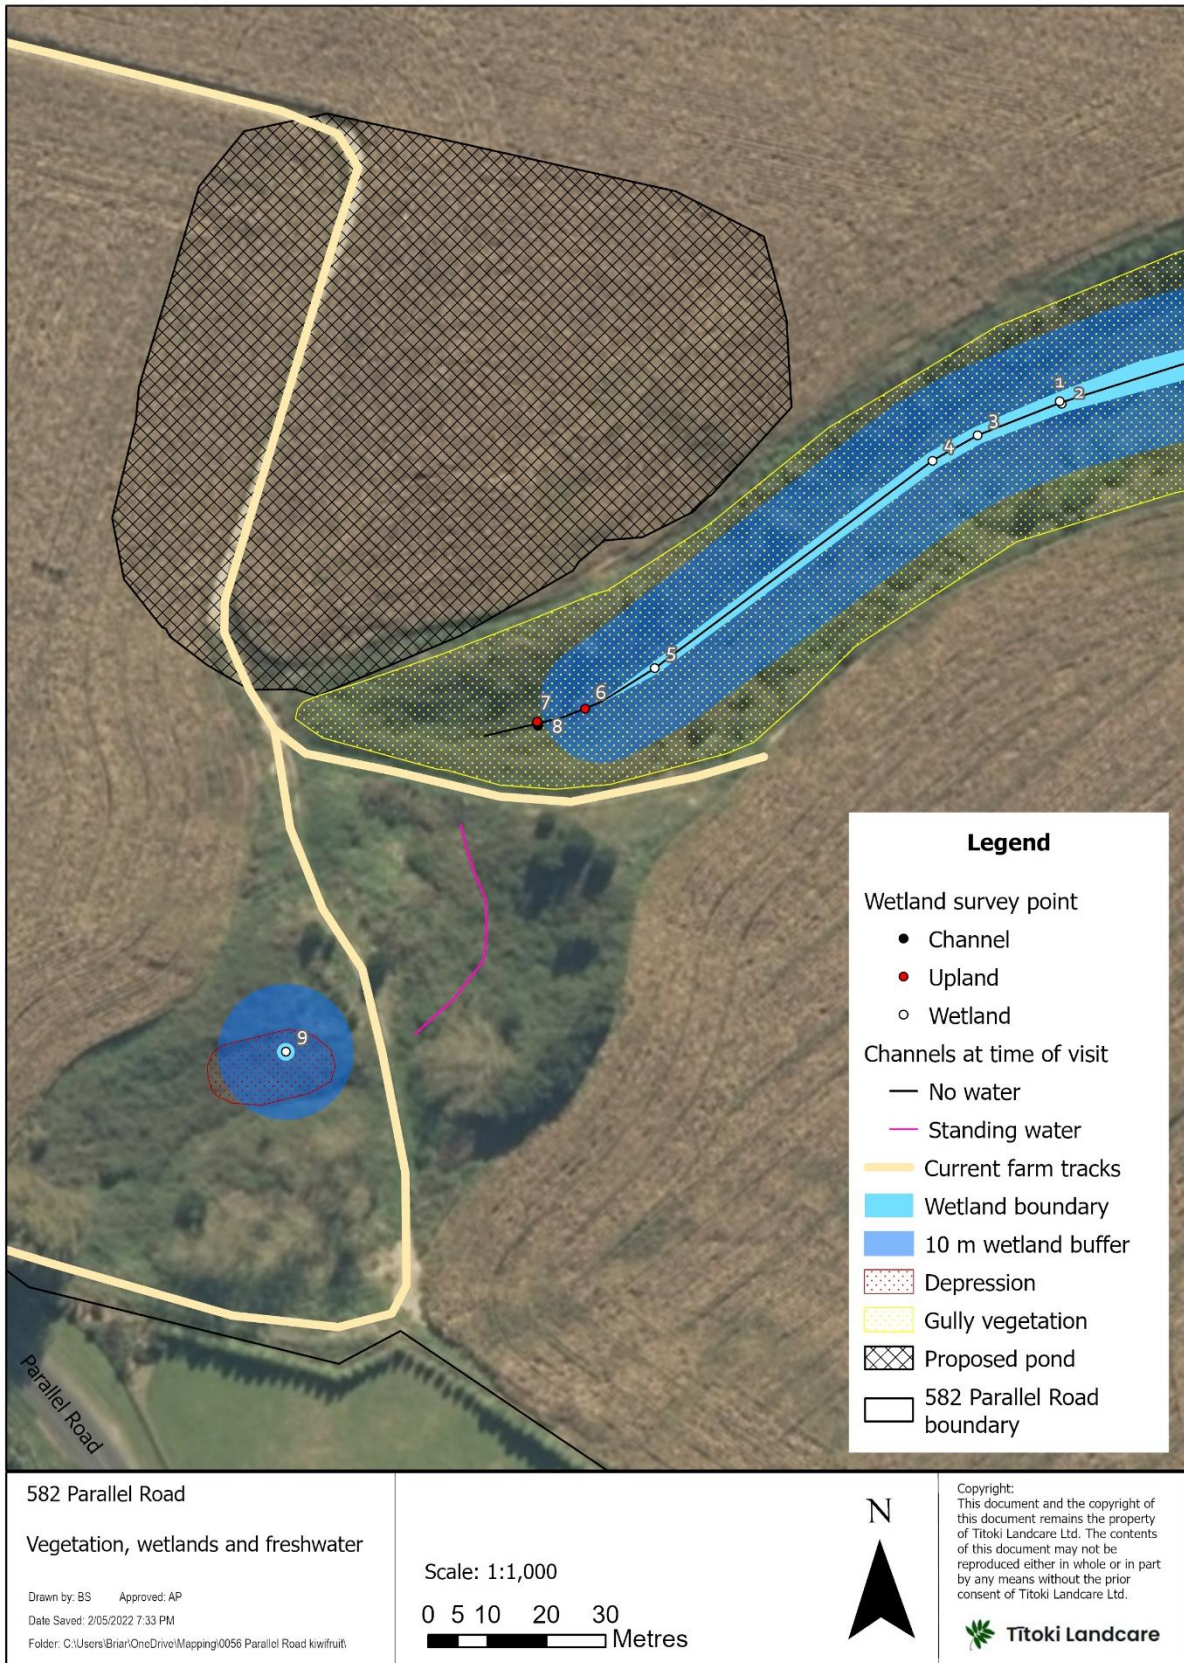 1
2
3
4
5
6
7
8
9
Parallel Road
Legend
Wetland survey point
Channel
Upland
Wetland
Channels at time of visit
No water
Standing water
Current farm tracks
Wetland boundary
10 m wetland buffer
Depression
Gully vegetation
Proposed pond
582 Parallel Road
boundary
582 Parallel Road
Vegetation, wetlands and freshwater
Drawn by: BS Approved: AP
Date Saved: 2/05/2022 7:33 PM
Folder: C:\Users\Briar\OneDrive\Mapping\0056 Parallel Road kiwifruit\
Scale: 1:1,000
0 5 10 20 30
Metres
N
Copyright:
This document and the copyright of
this document remains the property
of Titoki Landcare Ltd. The contents
of this document may not be
reproduced either in whole or in part
by any means without the prior
consent of Titoki Landcare Ltd.
Tītoki Landcare